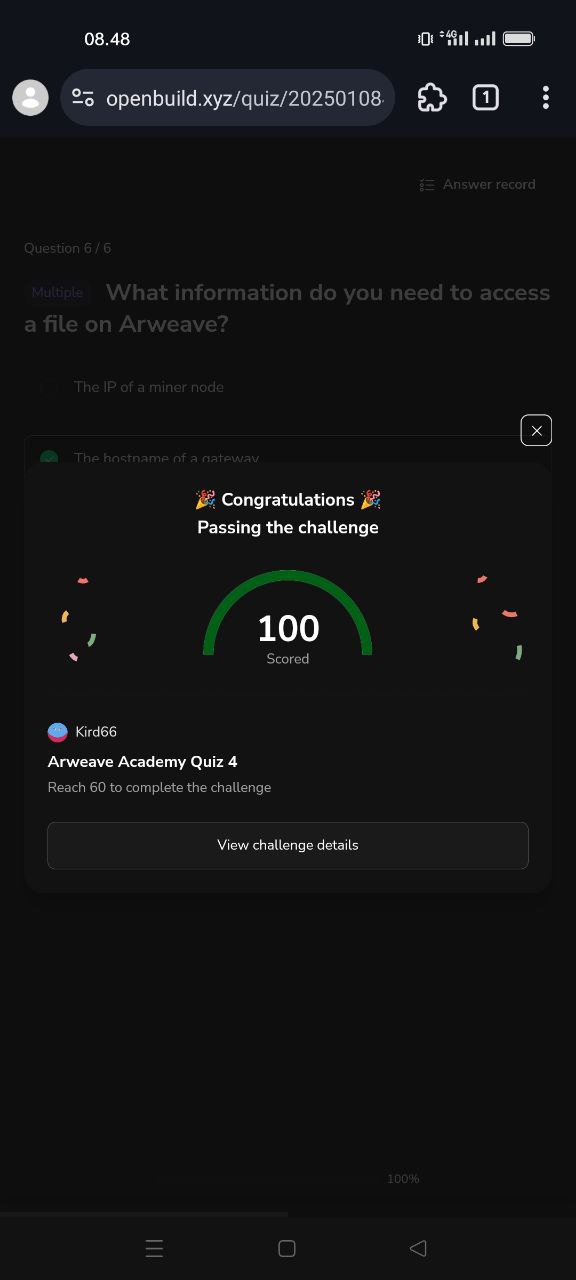 08.48
4G
openbuild.xyz/quiz/20250108
1
Answer record
Question 6 / 6
Multiple What information do you need to access
a file on Arweave?
The IP of a miner node
The hostname of a gateway
🎉 Congratulations 🎉
Passing the challenge
100
Scored
Kird66
Arweave Academy Quiz 4
Reach 60 to complete the challenge
View challenge details
100%